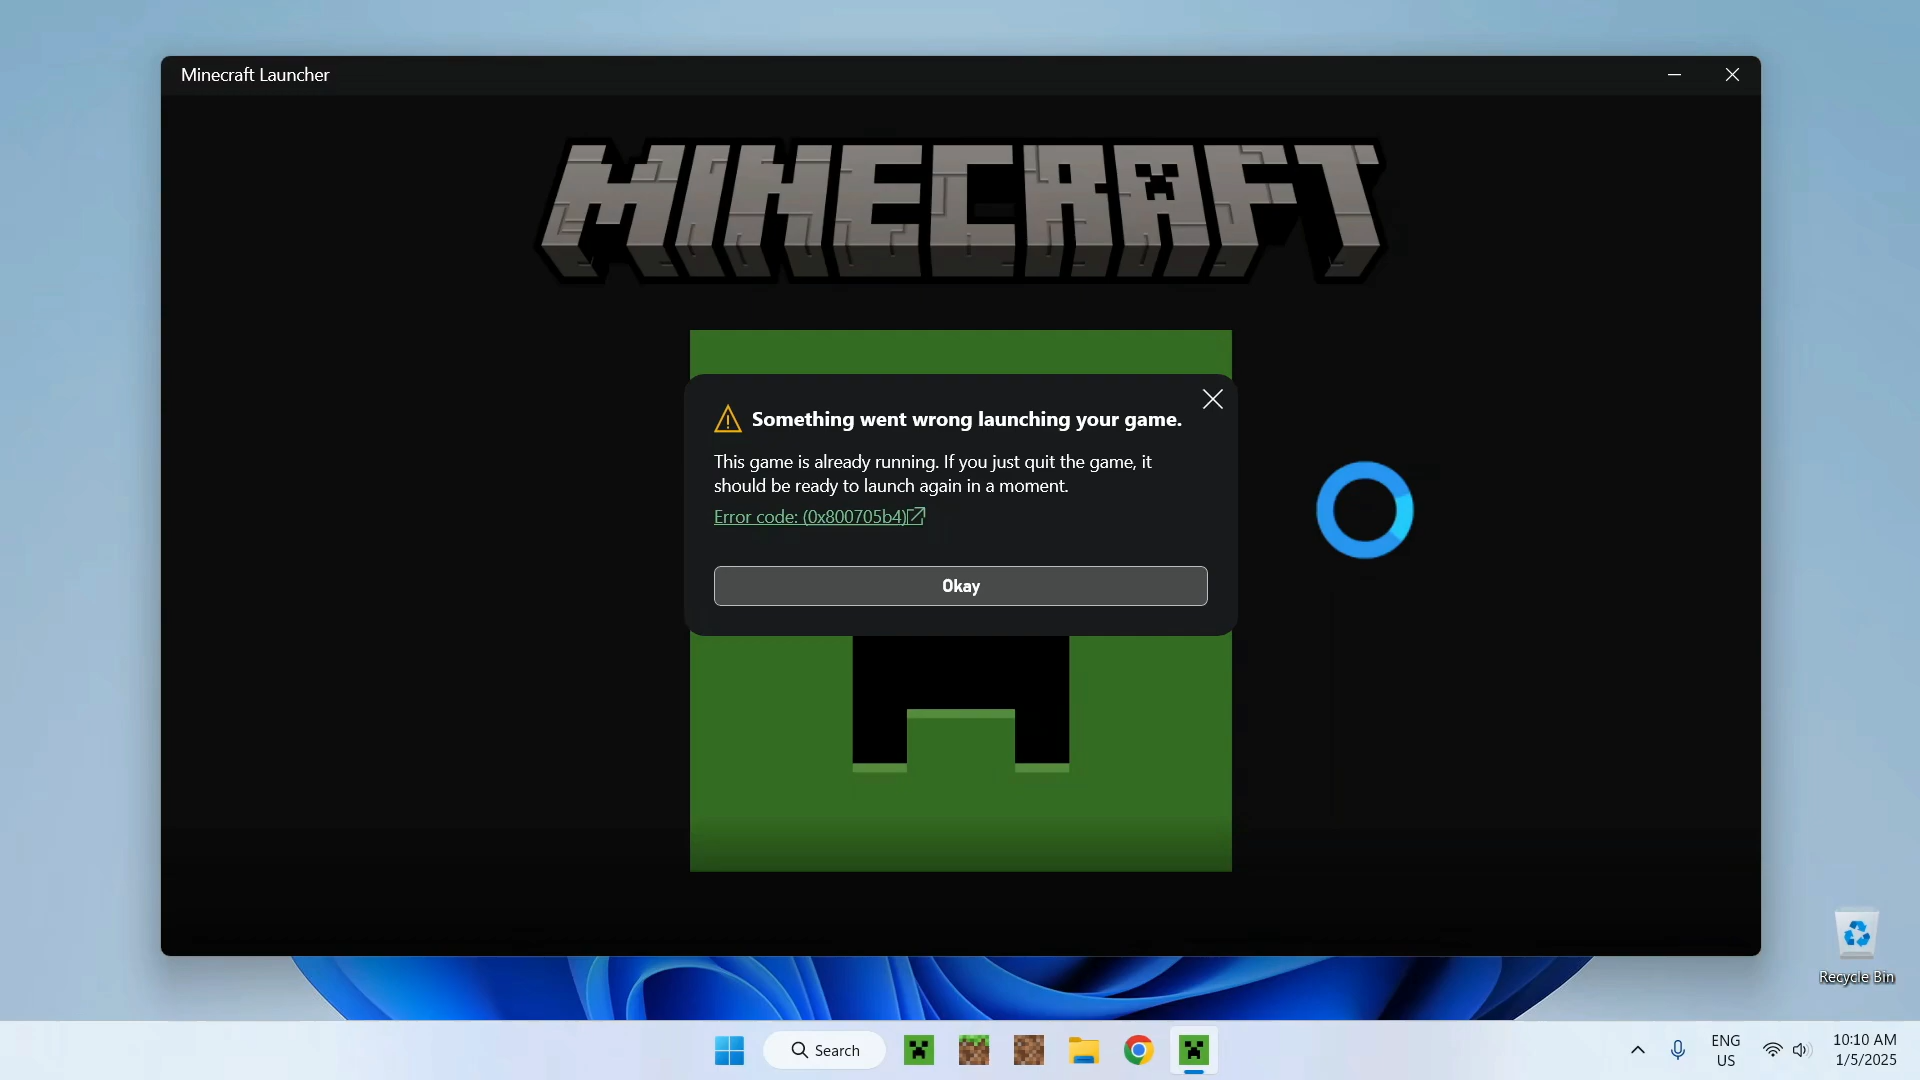 Minecraft Launcher
MINECRAFT
Something went wrong launching your game.
This game is already running. If you just quit the game, it
should be ready to launch again in a moment.
Error code: (0x800705b4)
Okay
Recycle Bin
Search
ENG
US
10:10 AM
1/5/2025